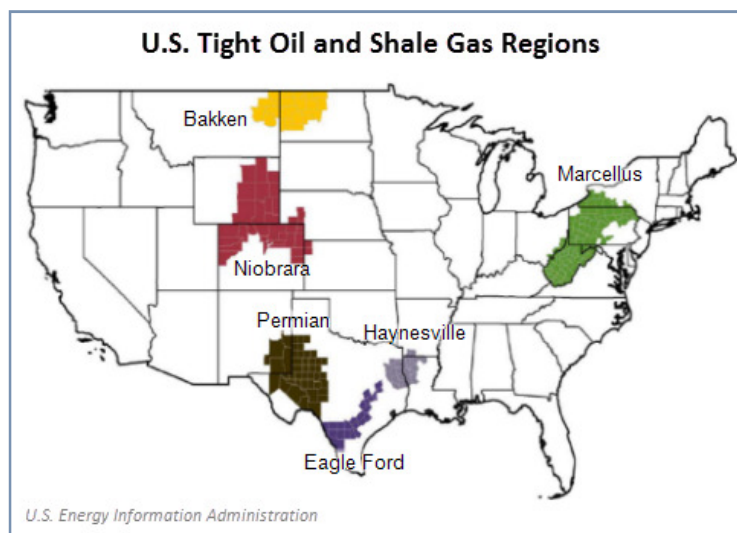 U.S. Tight Oil and Shale Gas Regions
Bakken
Marcellus
Niobrara
Permian
Haynesville
Eagle Ford
U.S. Energy Information Administration